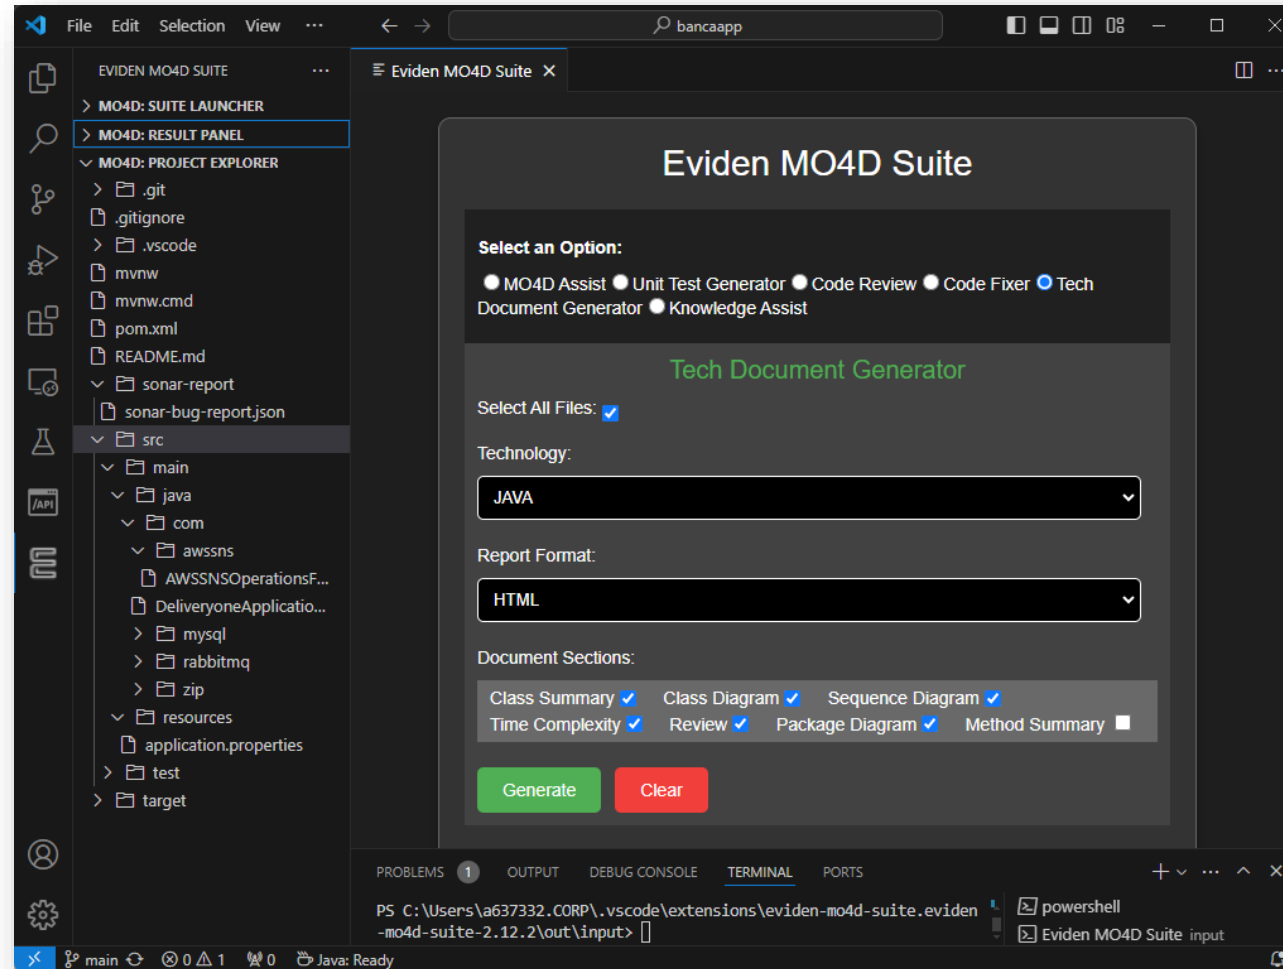 File Edit Selection View ··· bancaapp
EVIDEN MO4D SUITE ···
Eviden MO4D Suite
MO4D: SUITE LAUNCHER
MO4D: RESULT PANEL
MO4D: PROJECT EXPLORER
.git
.gitignore
.vscode
mvnw
mvnw.cmd
pom.xml
README.md
sonar-report
sonar-bug-report.json
src
main
java
com
awssns
AWSSNSOperationsF...
DeliveryoneApplicatio...
mysql
rabbitmq
zip
resources
application.properties
test
target
/API
Eviden MO4D Suite
Select an Option:
MO4D Assist Unit Test Generator Code Review Code Fixer Tech
Document Generator Knowledge Assist
Tech Document Generator
Select All Files:
Technology:
JAVA
Report Format:
HTML
Document Sections:
Class Summary Class Diagram Sequence Diagram
Time Complexity Review Package Diagram Method Summary
Generate Clear
PROBLEMS 1 OUTPUT DEBUG CONSOLE TERMINAL PORTS
PS C:\Users\a637332.CORP\.vscode\extensions\eviden-mo4d-suite.eviden
-mo4d-suite-2.12.2\out\input>
powershell
Eviden MO4D Suite input
main 0 1 0 Java: Ready